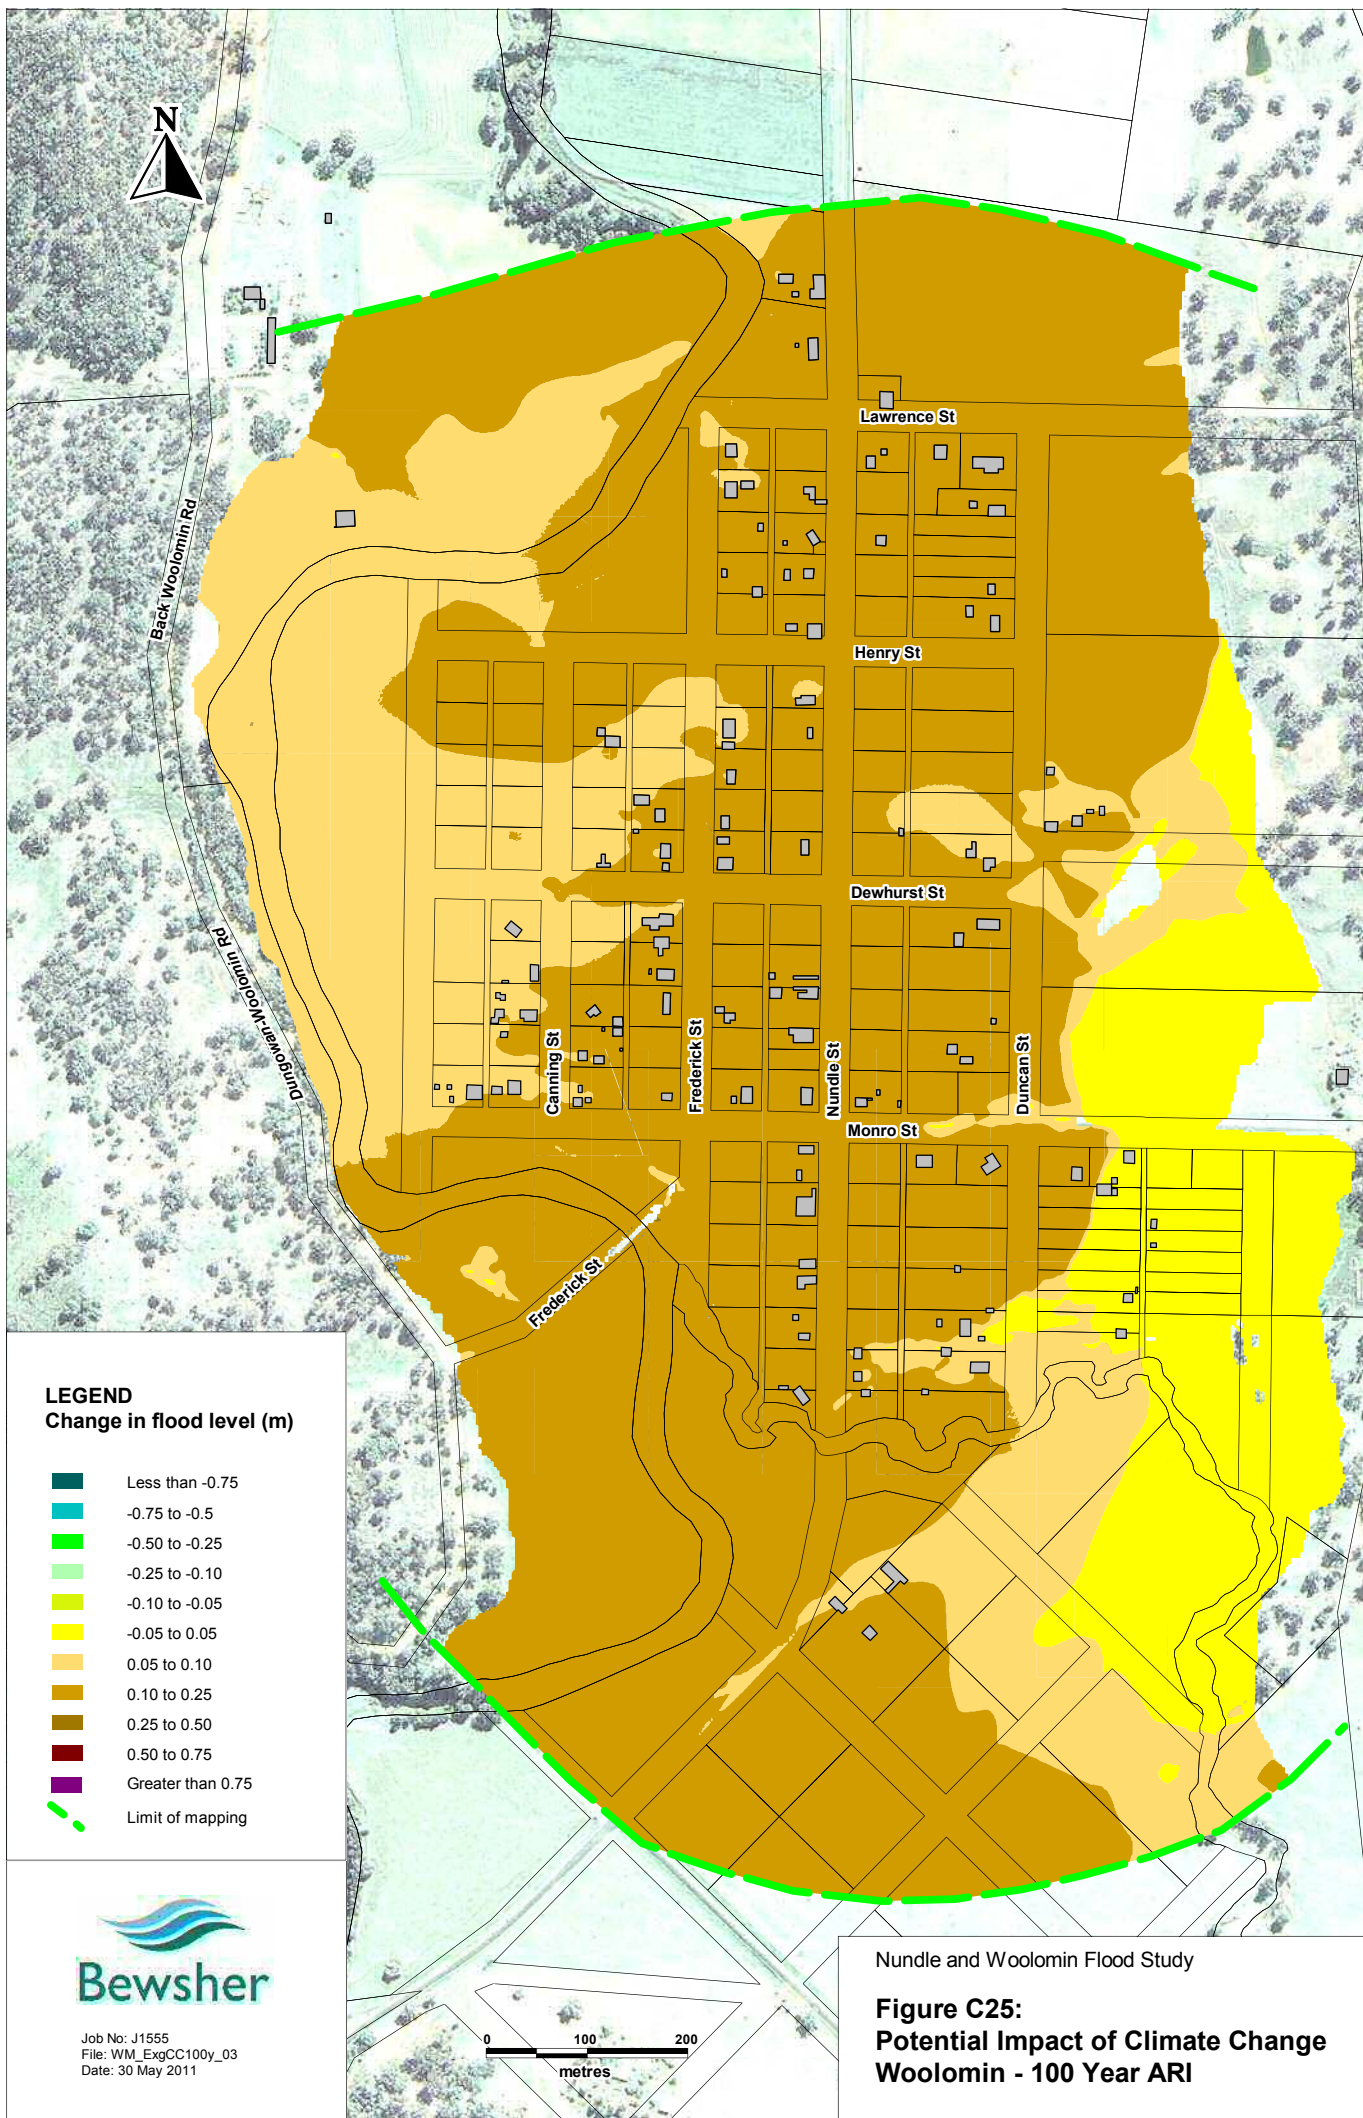 N
Lawrence St
Back Woolomin Rd
Henry St
Dewhurst St
Dungowan-Woolomin Rd
Canning St
Frederick St
Nundle St
Duncan St
Monro St
Frederick St
LEGEND
Change in flood level (m)
Less than -0.75
-0.75 to -0.5
-0.50 to -0.25
-0.25 to -0.10
-0.10 to -0.05
-0.05 to 0.05
0.05 to 0.10
0.10 to 0.25
0.25 to 0.50
0.50 to 0.75
Greater than 0.75
Limit of mapping
Bewsher
Job No: J1555
File: WM_ExgCC100y_03
Date: 30 May 2011
0 100 200
metres
Nundle and Woolomin Flood Study
Figure C25:
Potential Impact of Climate Change
Woolomin - 100 Year ARI